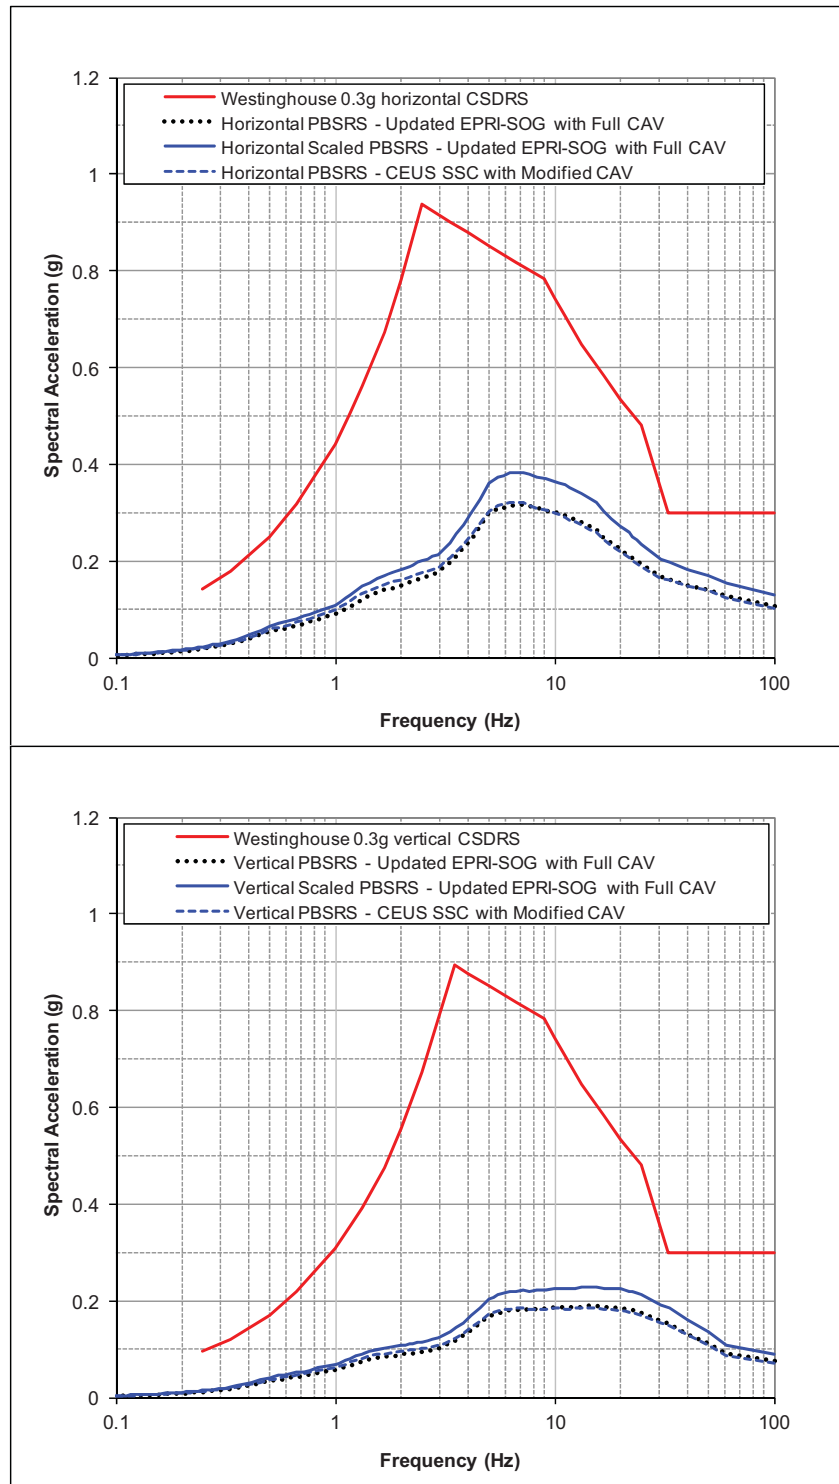 1.2
Westinghouse 0.3g horizontal CSDRS
Horizontal PBSRS - Updated EPRI-SOG with Full CAV
Horizontal Scaled PBSRS - Updated EPRI-SOG with Full CAV
Horizontal PBSRS - CEUS SSC with Modified CAV
1
0.8
0.6
0.4
0.2
0
Spectral Acceleration (g)
0.1
1
10
100
Frequency (Hz)
1.2
Westinghouse 0.3g vertical CSDRS
Vertical PBSRS - Updated EPRI-SOG with Full CAV
Vertical Scaled PBSRS - Updated EPRI-SOG with Full CAV
Vertical PBSRS - CEUS SSC with Modified CAV
1
0.8
0.6
0.4
0.2
0
Spectral Acceleration (g)
0.1
1
10
100
Frequency (Hz)